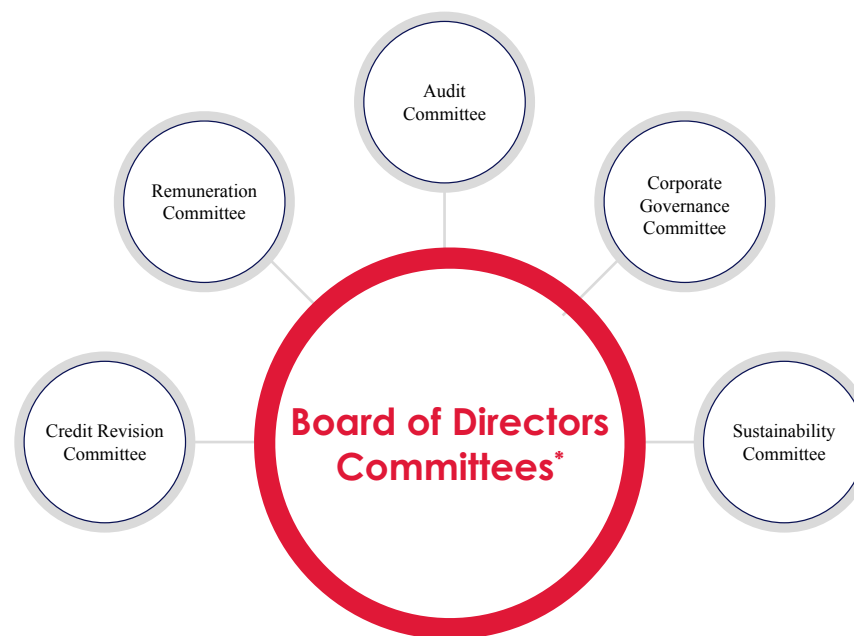 Audit
Committee
Remuneration
Committee
Corporate
Governance
Committee
Credit Revision
Committee
Board of Directors
Committees*
Sustainability
Committee